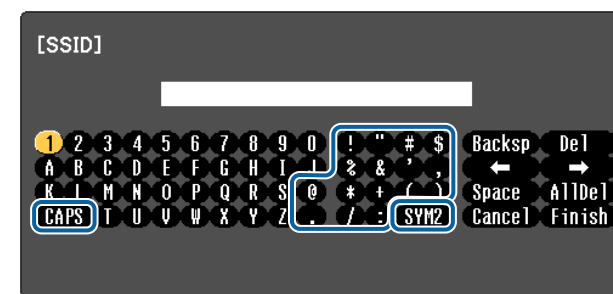 [SSID]
1 2 3 4 5 6 7 8 9 0 ! " # $ Backsp Del
A B C D E F G H I J % & ' , ← →
K L M N O P Q R S @ * + ( ) Space AllDel
CAPS T U V W X Y Z . / : SYM2 Cancel Finish